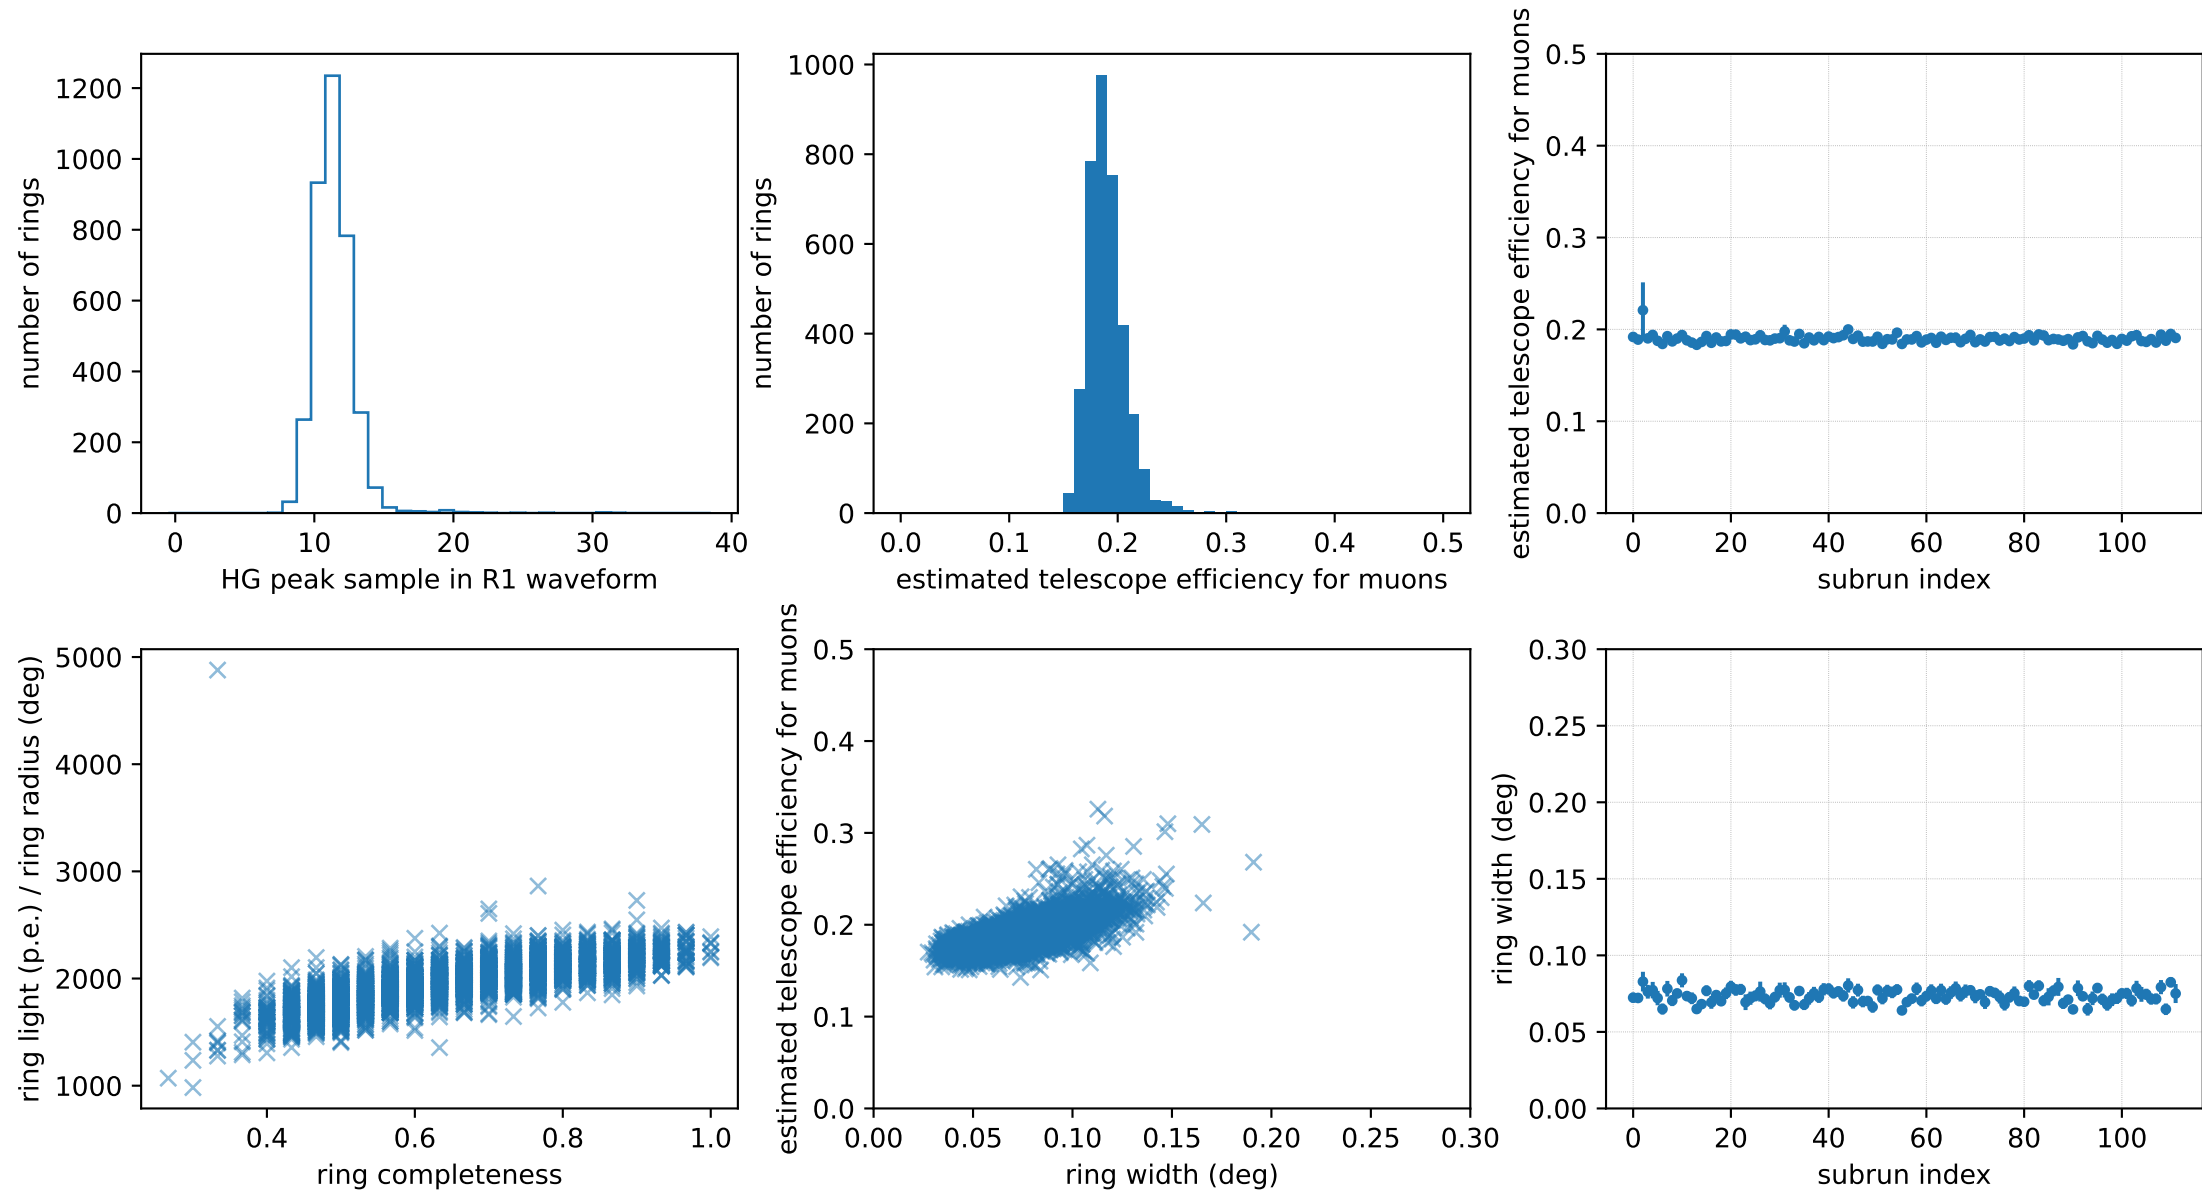 1200
1000
800
600
400
200
0
number of rings
0 10 20 30 40
HG peak sample in R1 waveform
1000
800
600
400
200
0
number of rings
0.0 0.1 0.2 0.3 0.4 0.5
estimated telescope efficiency for muons
0.5
0.4
0.3
0.2
0.1
0.0
estimated telescope efficiency for muons
0 20 40 60 80 100
subrun index
5000
4000
3000
2000
1000
ring light (p.e.) / ring radius (deg)
0.4 0.6 0.8 1.0
ring completeness
0.5
0.4
0.3
0.2
0.1
0.0
estimated telescope efficiency for muons
0.00 0.05 0.10 0.15 0.20 0.25 0.30
ring width (deg)
0.30
0.25
0.20
0.15
0.10
0.05
0.00
ring width (deg)
0 20 40 60 80 100
subrun index